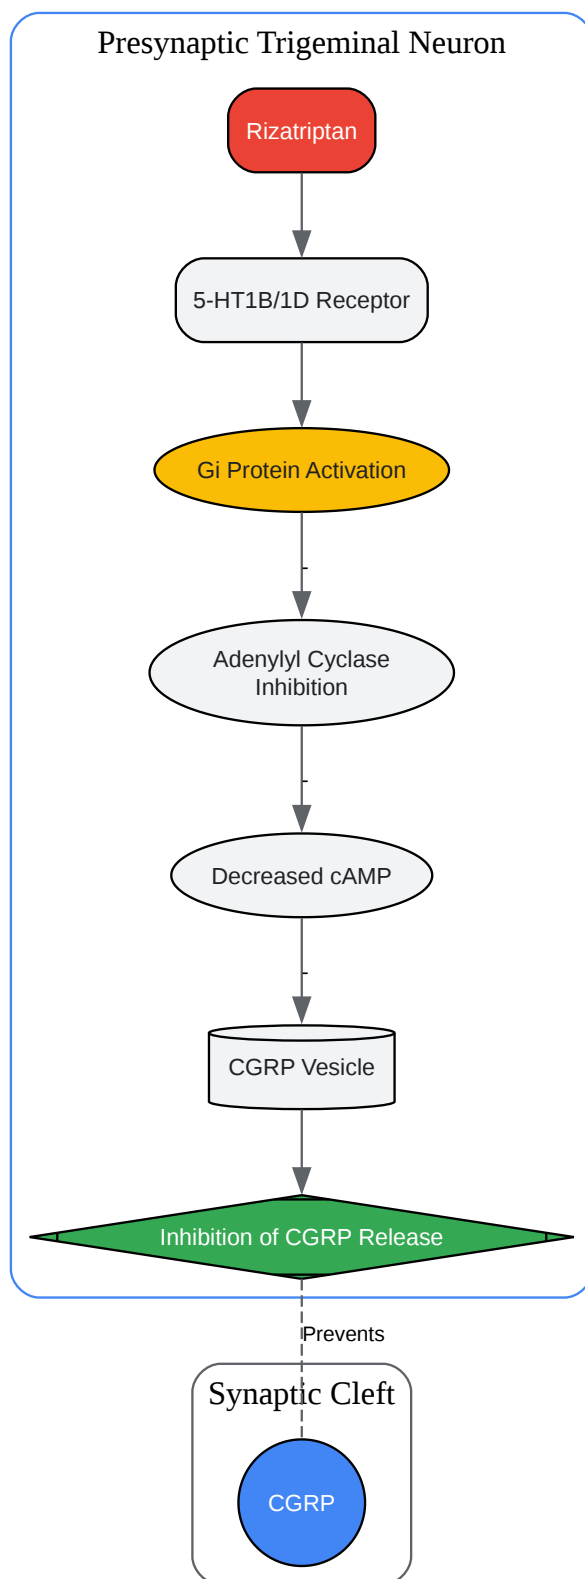 Presynaptic Trigeminal Neuron
Rizatriptan
5-HT1B/1D Receptor
Gi Protein Activation
-
Adenylyl Cyclase
Inhibition
-
Decreased cAMP
-
CGRP Vesicle
Inhibition of CGRP Release
Prevents
Synaptic Cleft
CGRP